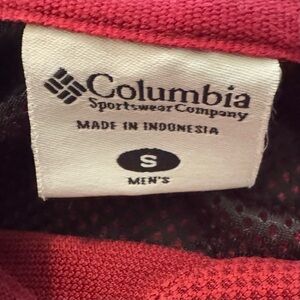 Columbia
Sportswear Company
MADE IN INDONESIA
S
MEN'S